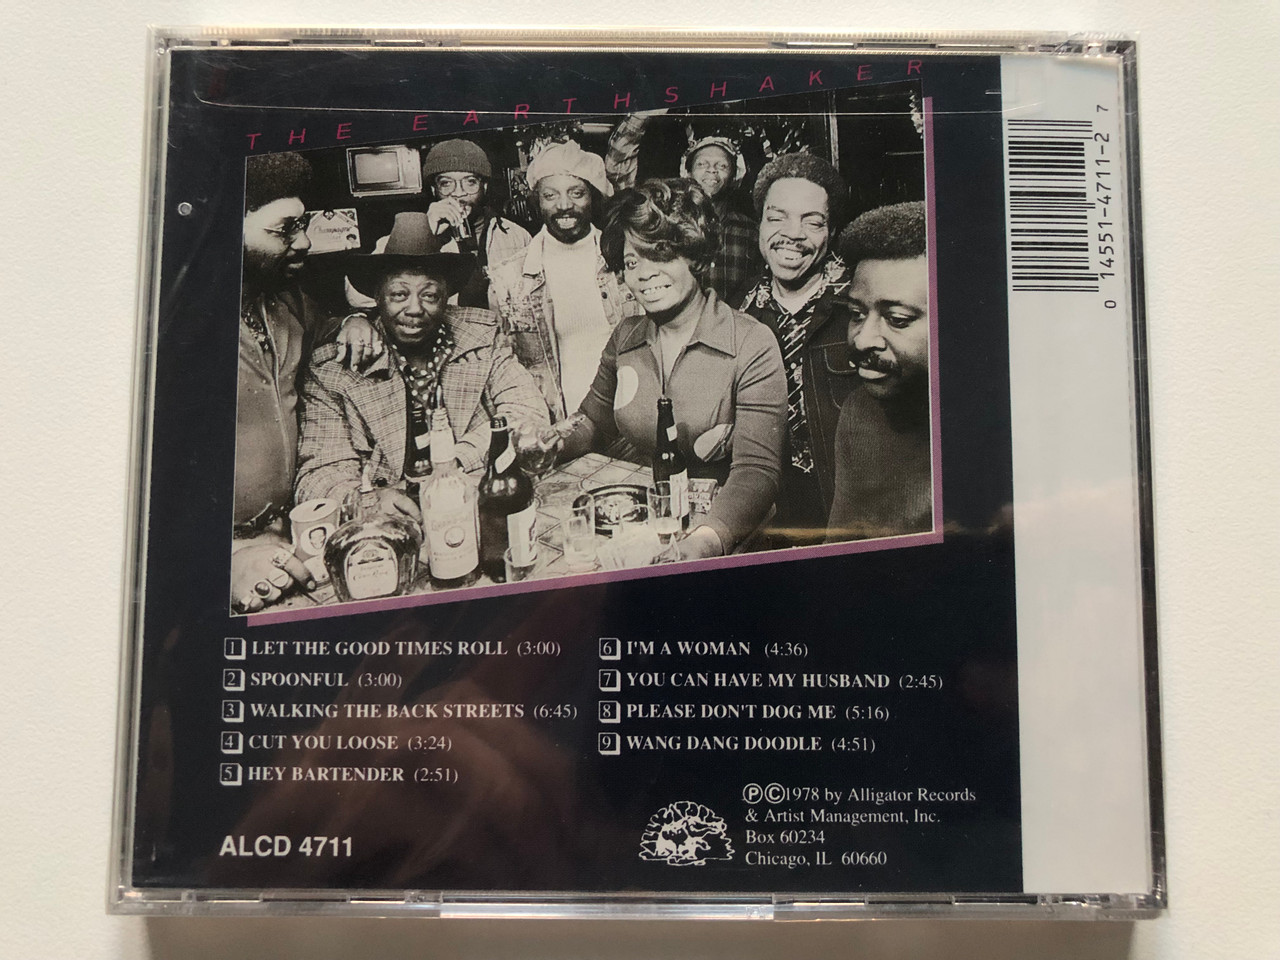 THE EARTHSHAKER
Champagne
1 LET THE GOOD TIMES ROLL (3:00)
2 SPOONFUL (3:00)
3 WALKING THE BACK STREETS (6:45)
4 CUT YOU LOOSE (3:24)
5 HEY BARTENDER (2:51)
6 I'M A WOMAN (4:36)
7 YOU CAN HAVE MY HUSBAND (2:45)
8 PLEASE DON'T DOG ME (5:16)
9 WANG DANG DOODLE (4:51)
ALCD 4711
ⓅⒸ1978 by Alligator Records
& Artist Management, Inc.
Box 60234
Chicago, IL 60660
0 14551-4711-2 7